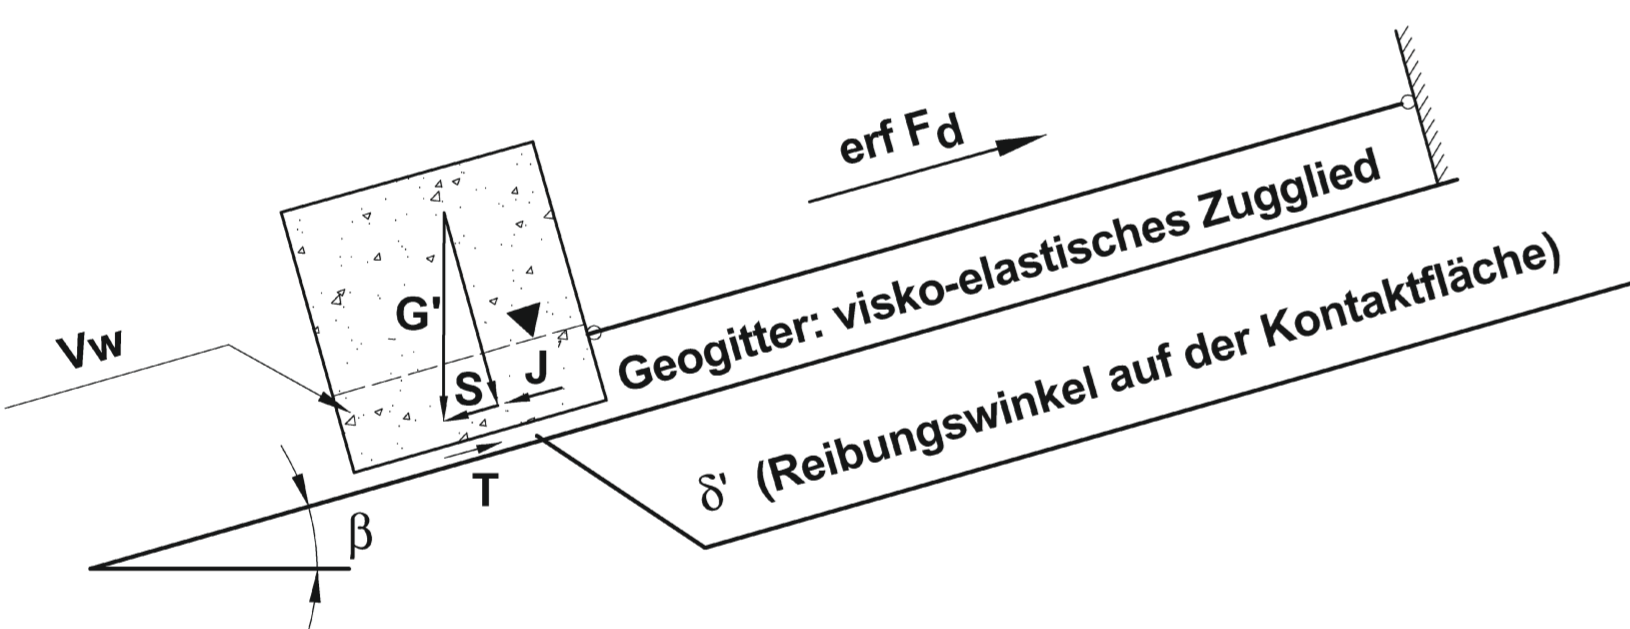 erf Fd
Vw
G'
S
J
Geogitter: visko-elastisches Zugglied
T
δ' (Reibungswinkel auf der Kontaktfläche)
β